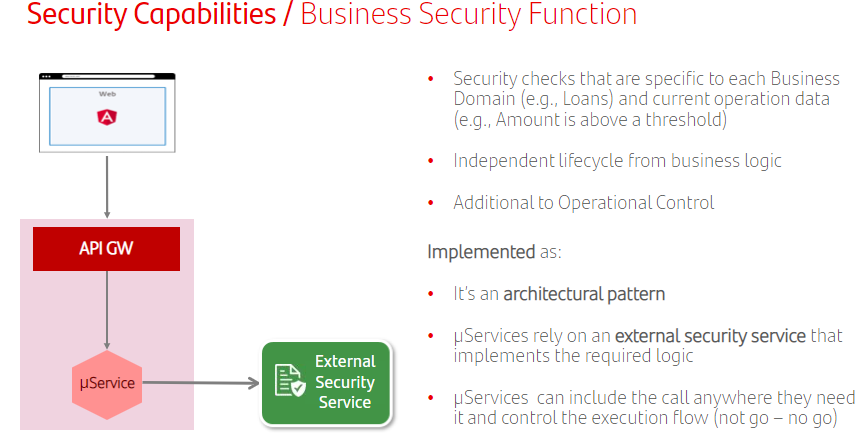 Security Capabilities / Business Security Function
Web
A
API GW
µService
External
Security
Service
• Security checks that are specific to each Business
Domain (e.g., Loans) and current operation data
(e.g., Amount is above a threshold)
• Independent lifecycle from business logic
• Additional to Operational Control
Implemented as:
• It's an architectural pattern
• µServices rely on an external security service that
implements the required logic
• µServices can include the call anywhere they need
it and control the execution flow (not go – no go)